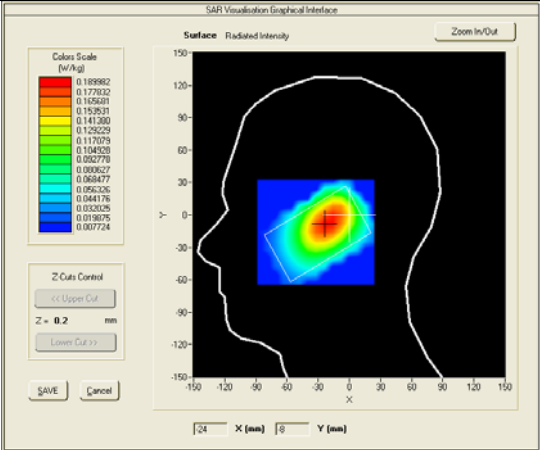 SAR Visualisation Graphical Interface
Surface Radiated Intensity
Zoom In/Out
Colors Scale
(W/kg)
0.189982
0.177832
0.165681
0.153531
0.141380
0.129229
0.117079
0.104928
0.092778
0.080627
0.068477
0.056326
0.044176
0.032025
0.019875
0.007724
Z-Cuts Control
<< Upper Cut
Z = 0.2 mm
Lower Cut >>
SAVE Cancel
150
120
90
60
30
0
-30
-60
-90
-120
-150
Y
-150 -120 -90 -60 -30 0 30 60 90 120 150
X
-24 X (mm) -8 Y (mm)